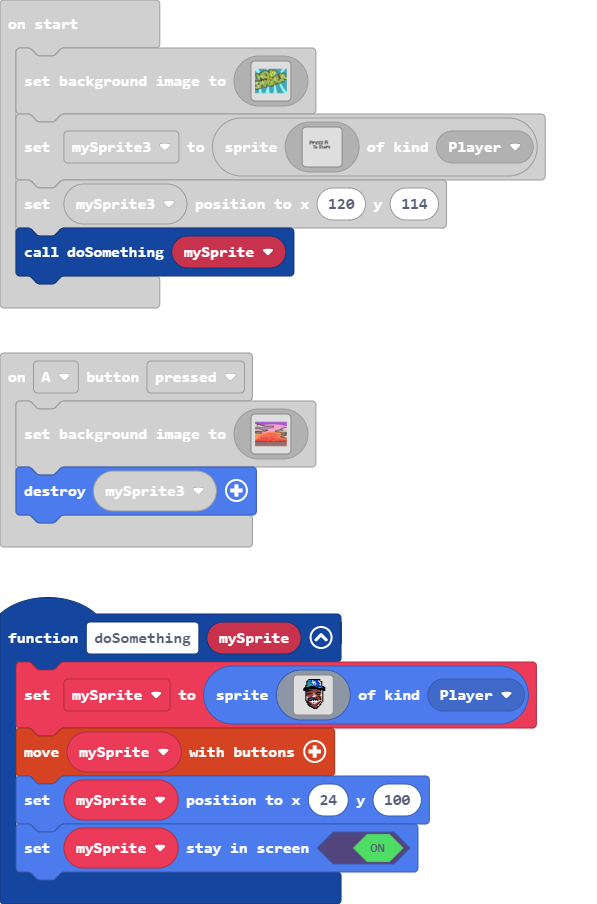 on start
set background image to
set mySprite3 to sprite of kind Player
set mySprite3 position to x 120 y 114
call doSomething mySprite
on A button pressed
set background image to
destroy mySprite3
function doSomething mySprite
set mySprite to sprite of kind Player
move mySprite with buttons
set mySprite position to x 24 y 100
set mySprite stay in screen ON